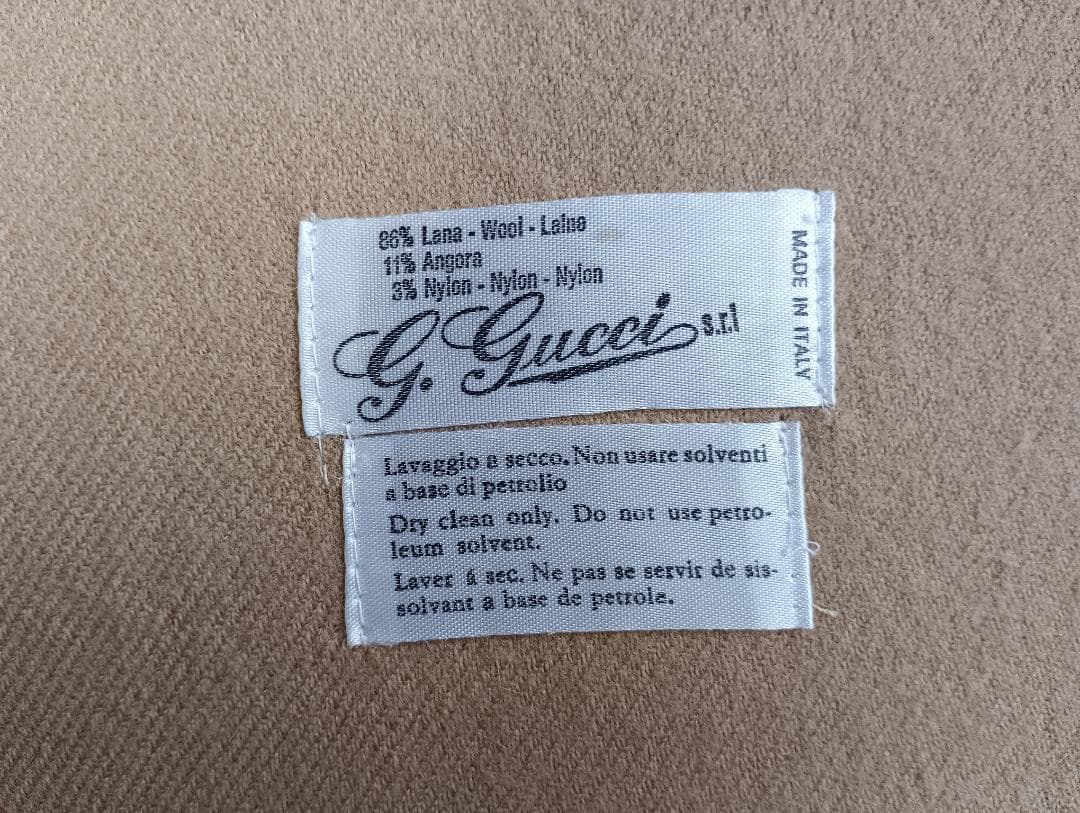 86% Lana - Wool - Laine
11% Angora
3% Nylon - Nylon - Nylon
G. Gucci s.r.l
MADE IN ITALY
Lavaggio a secco. Non usare solventi
a base di petrolio
Dry clean only. Do not use petro-
leum solvent.
Laver á sec. Ne pas se servir de sis-
solvant a base de petrole.